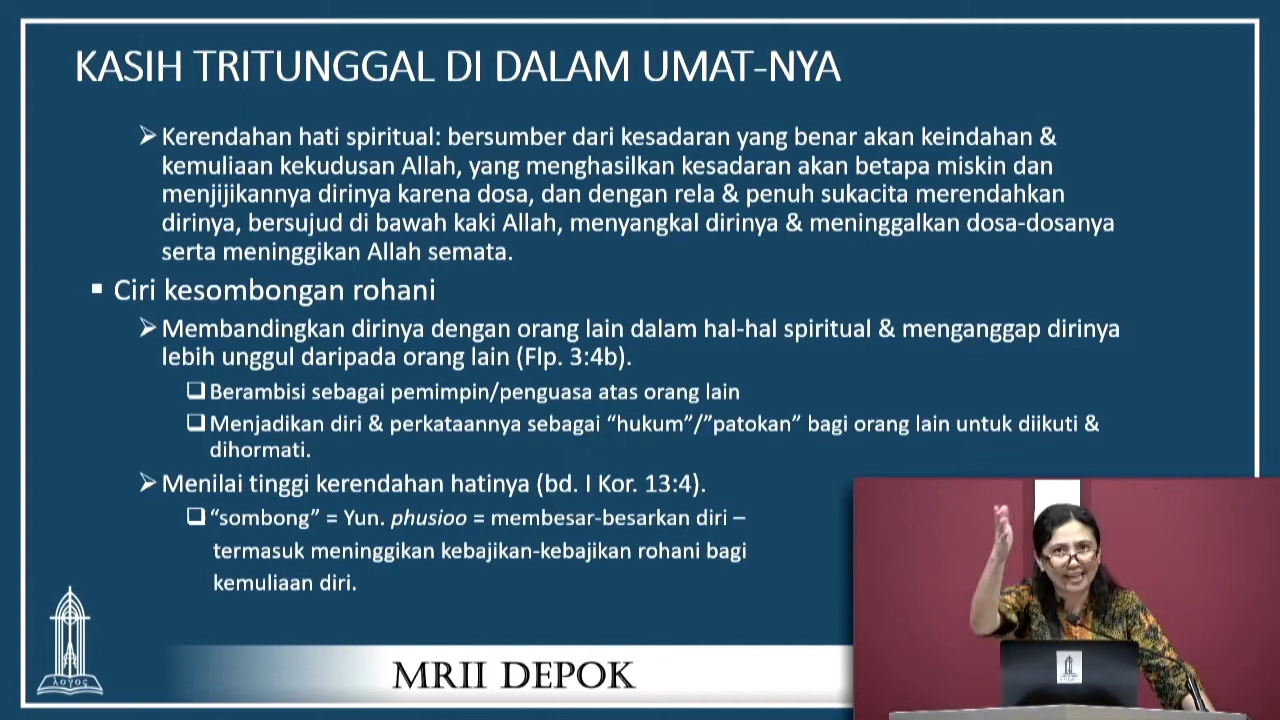 KASIH TRITUNGGAL DI DALAM UMAT-NYA
Kerendahan hati spiritual: bersumber dari kesadaran yang benar akan keindahan &
kemuliaan kekudusan Allah, yang menghasilkan kesadaran akan betapa miskin dan
menjijikannya dirinya karena dosa, dan dengan rela & penuh sukacita merendahkan
dirinya, bersujud di bawah kaki Allah, menyangkal dirinya & meninggalkan dosa-dosanya
serta meninggikan Allah semata.
Ciri kesombongan rohani
Membandingkan dirinya dengan orang lain dalam hal-hal spiritual & menganggap dirinya
lebih unggul daripada orang lain (Flp. 3:4b).
Berambisi sebagai pemimpin/penguasa atas orang lain
Menjadikan diri & perkataannya sebagai “hukum”/”patokan” bagi orang lain untuk diikuti &
dihormati.
Menilai tinggi kerendahan hatinya (bd. I Kor. 13:4).
“sombong” = Yun. phusioo = membesar-besarkan diri –
termasuk meninggikan kebajikan-kebajikan rohani bagi
kemuliaan diri.
λογος
MRII DEPOK